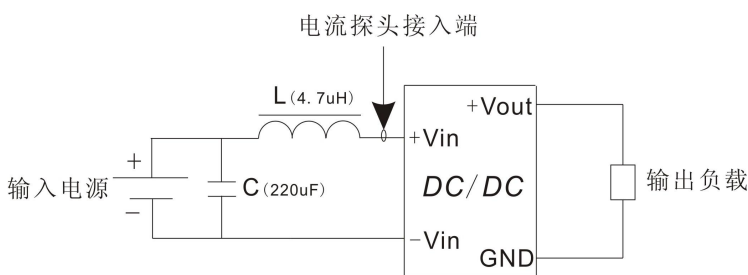 电流探头接入端
L(4.7uH)
+Vout
+Vin
+
输入电源
C(220uF)
DC/DC
输出负载
−
−Vin
GND